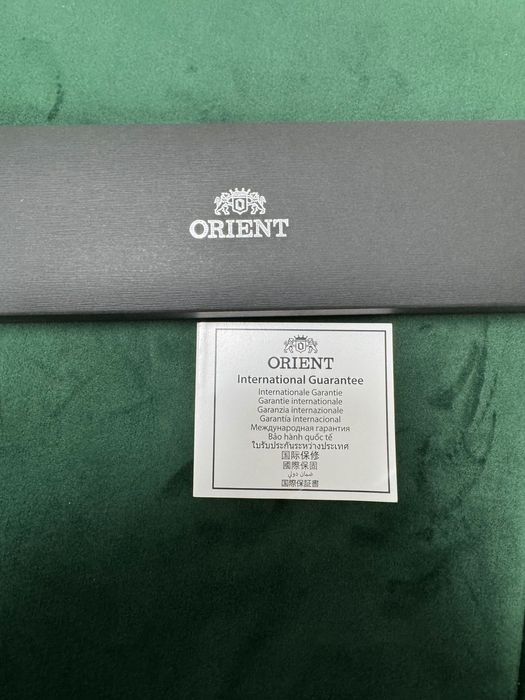 ORIENT
ORIENT
International Guarantee
Internationale Garantie
Garantie internationale
Garanzia internazionale
Garantía internacional
Международная гарантия
Bảo hành quốc tế
ใบรับประกันระหว่างประเทศ
国际保修
國際保固
ضمان دولي
国際保証書